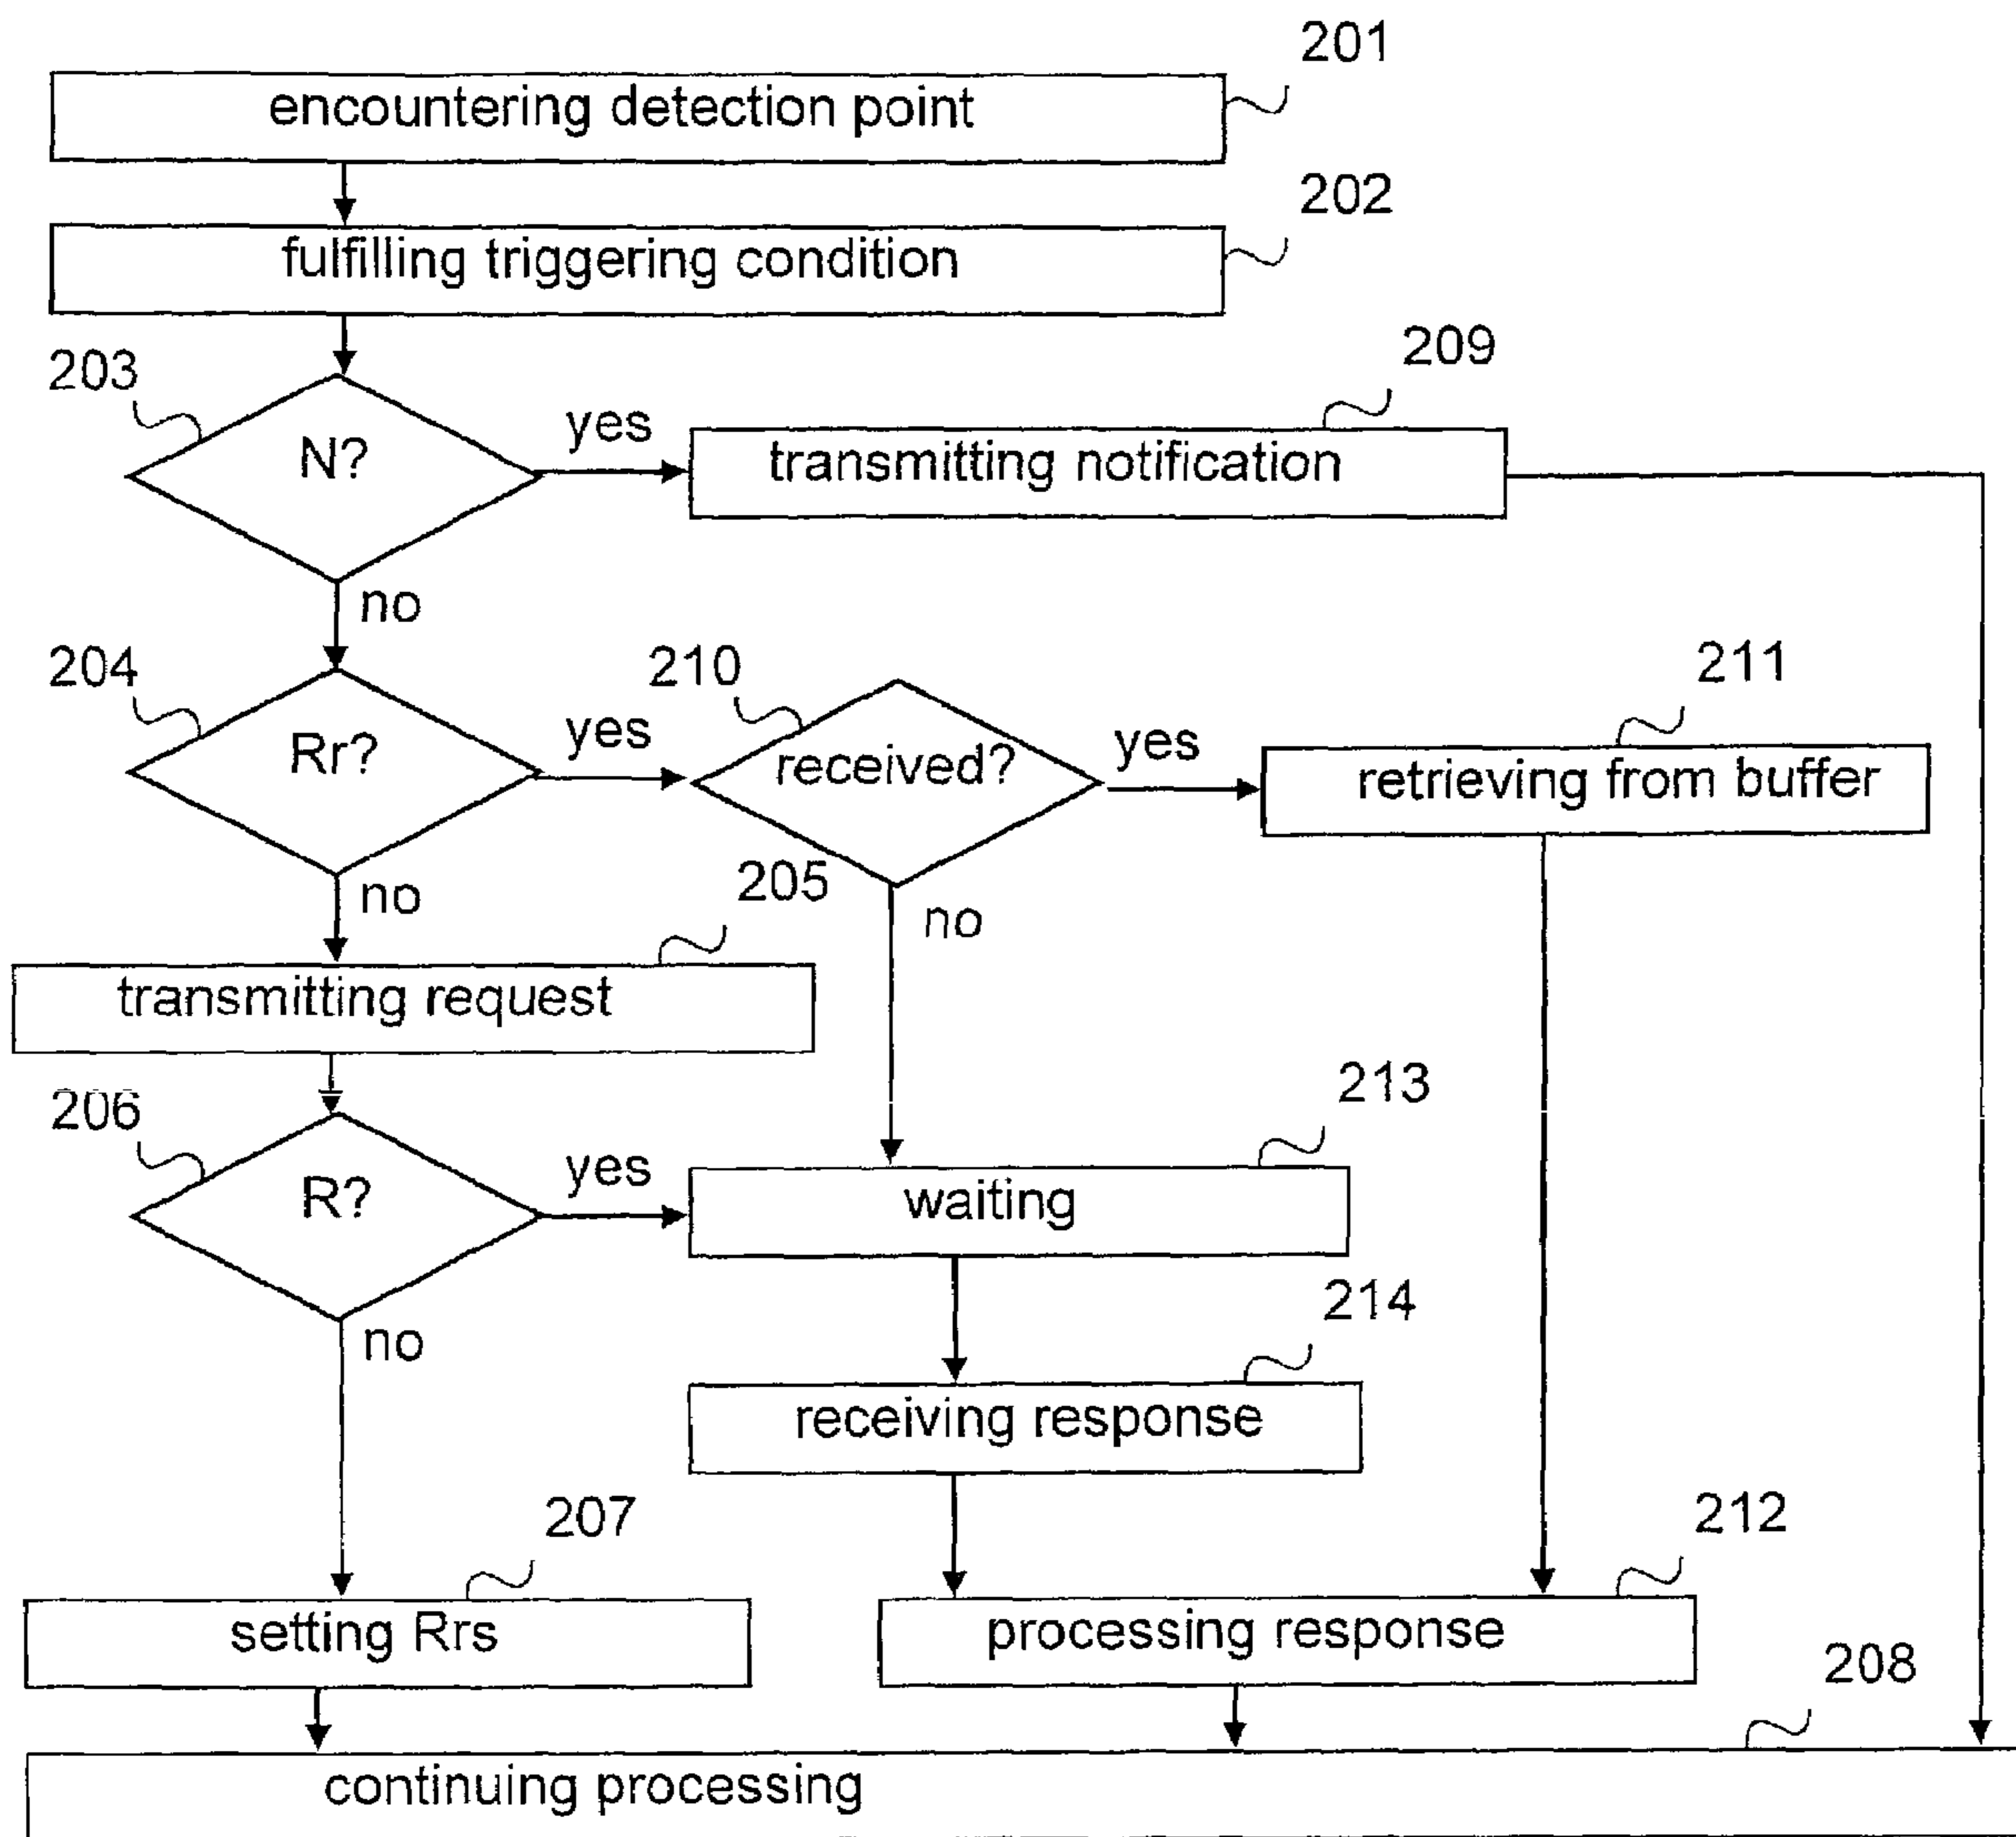 201
encountering detection point
202
fulfilling triggering condition
203
209
N?
yes
transmitting notification
no
204
210
211
Rr?
yes
received?
yes
retrieving from buffer
no
205
no
transmitting request
206
213
R?
yes
waiting
214
no
receiving response
207
212
setting Rrs
processing response
208
continuing processing